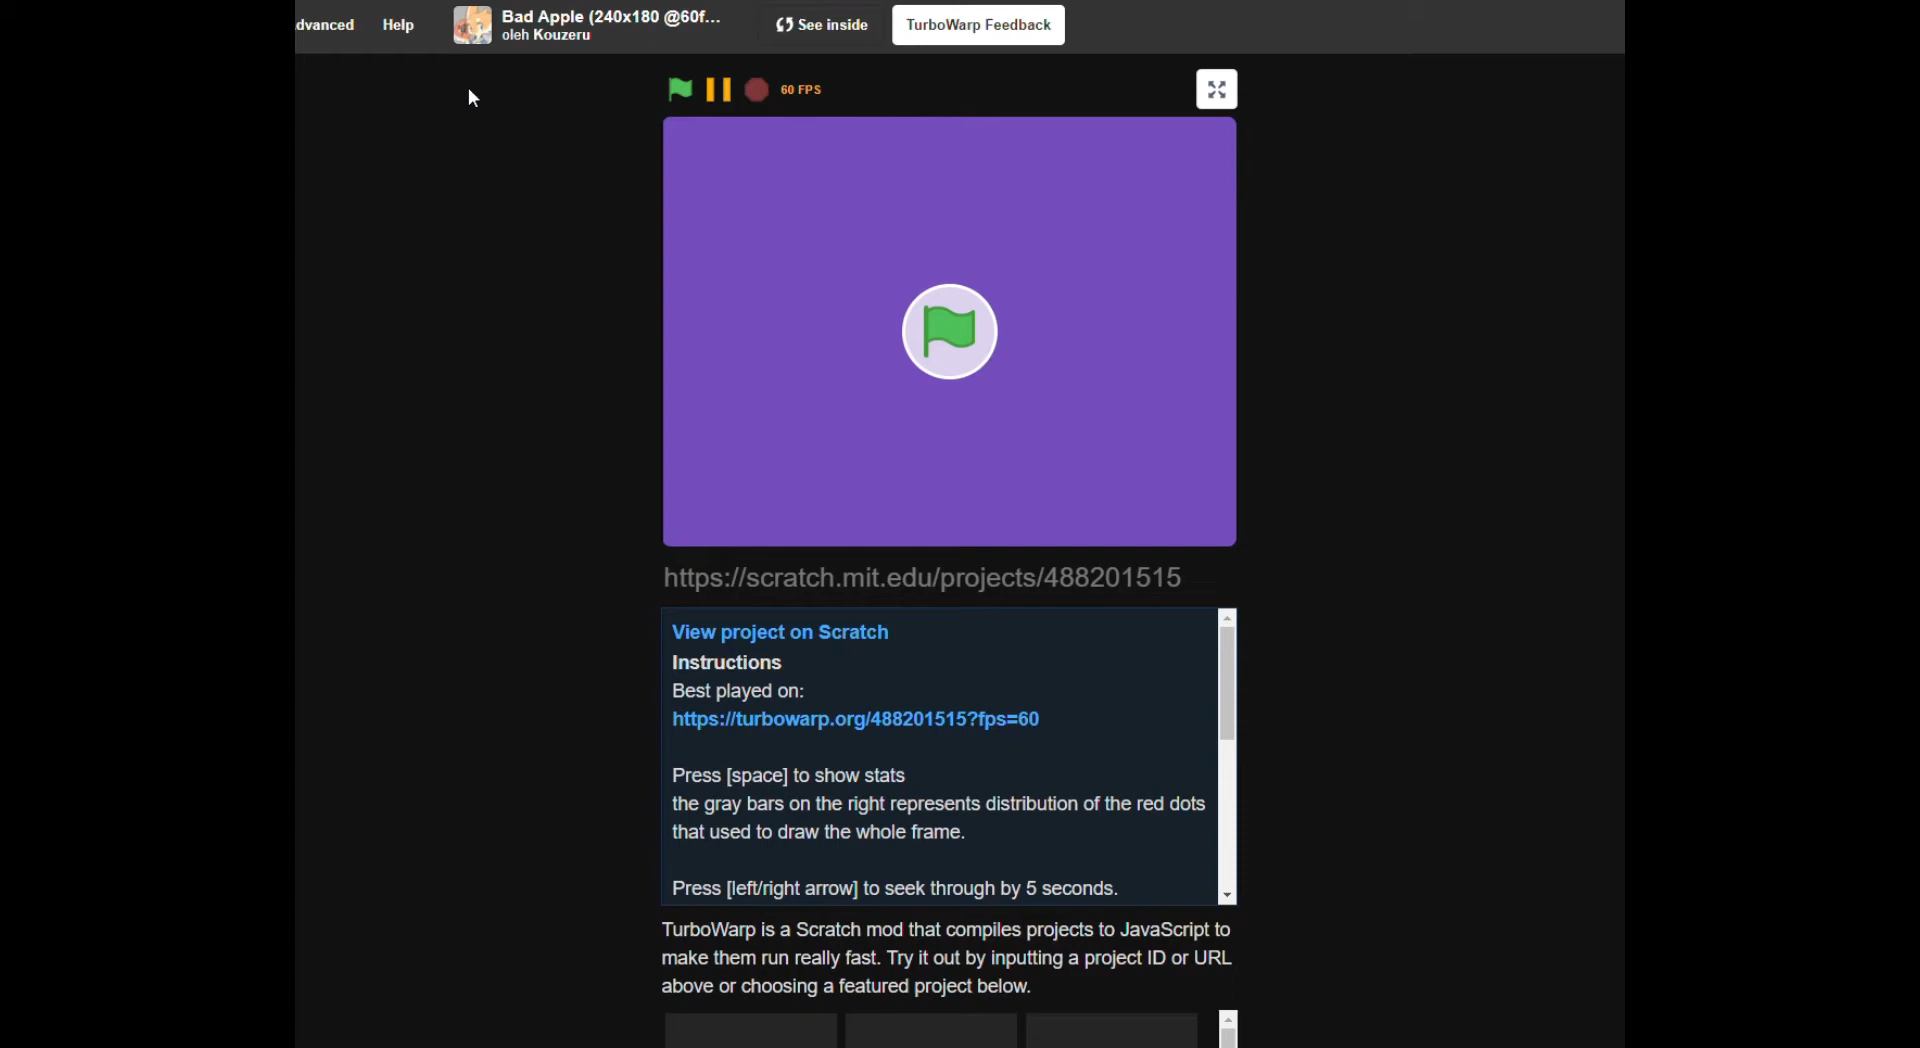 dvanced
Help
Bad Apple (240x180 @60f...
oleh Kouzeru
See inside
TurboWarp Feedback
60 FPS
https://scratch.mit.edu/projects/488201515
View project on Scratch
Instructions
Best played on:
https://turbowarp.org/488201515?fps=60
Press [space] to show stats
the gray bars on the right represents distribution of the red dots
that used to draw the whole frame.
Press [left/right arrow] to seek through by 5 seconds.
TurboWarp is a Scratch mod that compiles projects to JavaScript to
make them run really fast. Try it out by inputting a project ID or URL
above or choosing a featured project below.